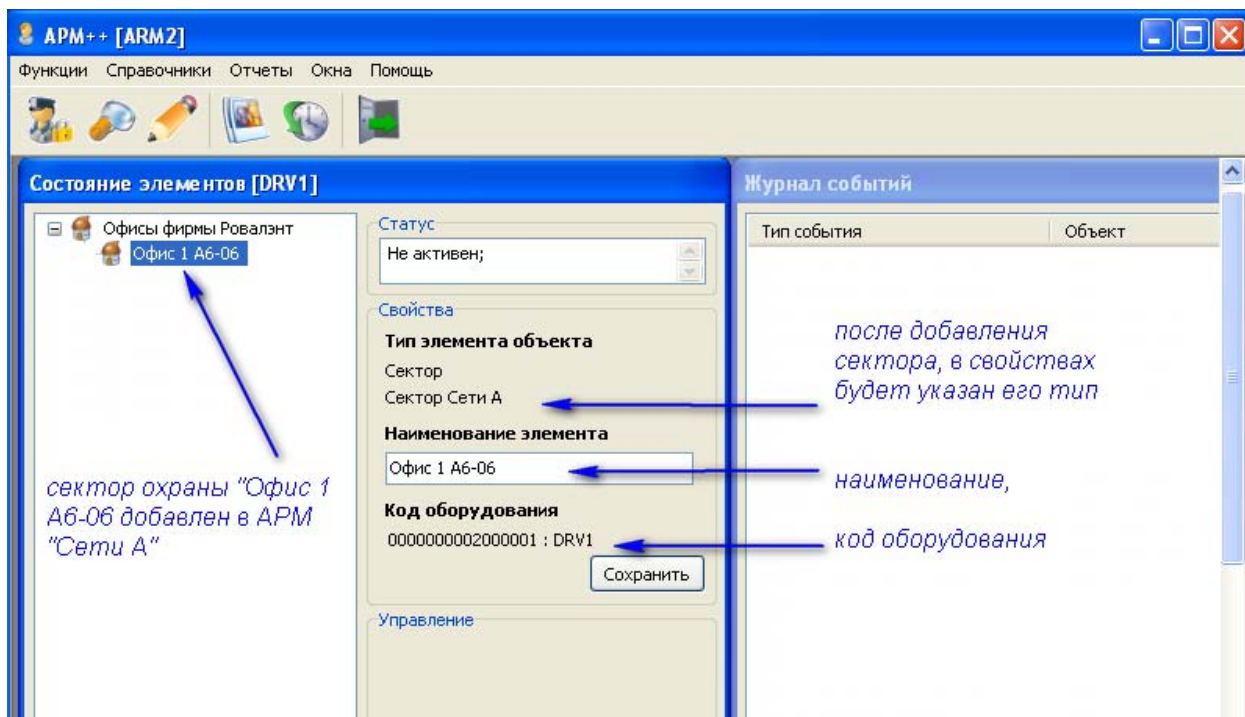 АРМ++ [ARM2]
Функции Справочники Отчеты Окна Помощь
Состояние элементов [DRV1]
Офисы фирмы Ровалэнт
Офис 1 А6-06
сектор охраны "Офис 1
А6-06 добавлен в АРМ
"Сети А"
Статус
Не активен;
Свойства
Тип элемента объекта
Сектор
Сектор Сети А
Наименование элемента
Офис 1 А6-06
Код оборудования
0000000002000001 : DRV1
Сохранить
Управление
Журнал событий
Тип события Объект
после добавления
сектора, в свойствах
будет указан его тип
наименование,
код оборудования